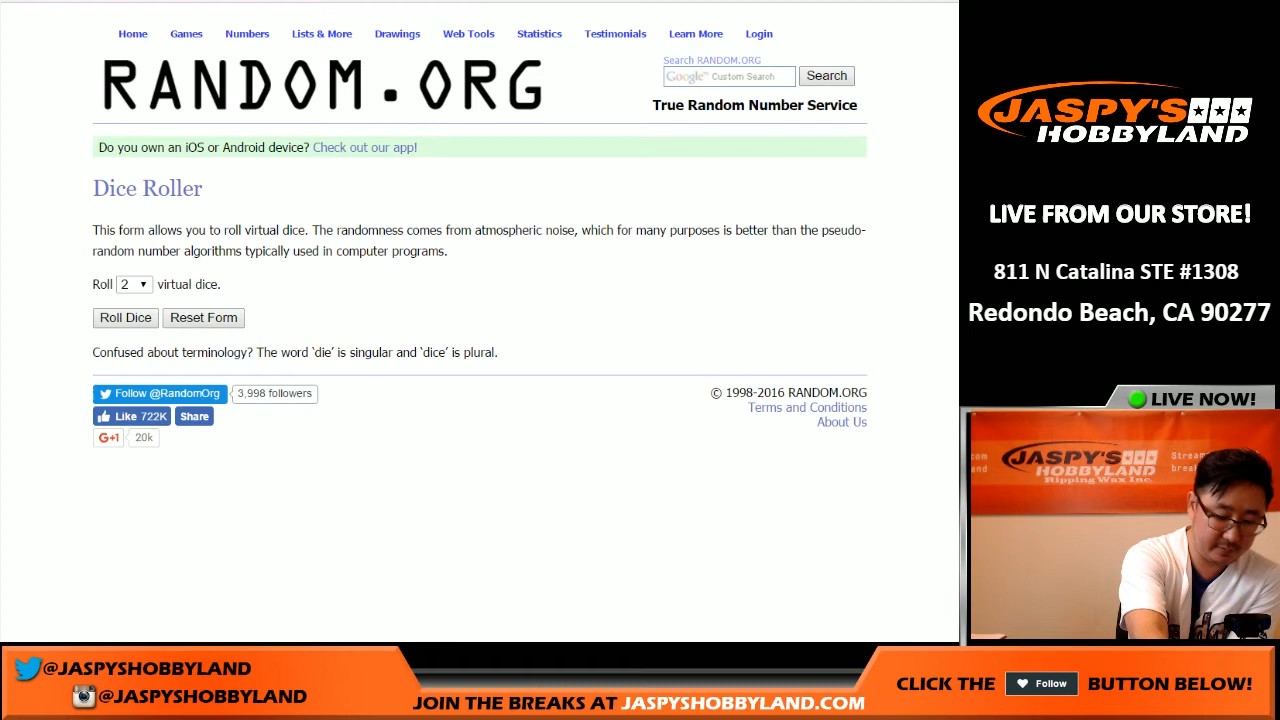 Home Games Numbers Lists & More Drawings Web Tools Statistics Testimonials Learn More Login
RANDOM.ORG
Search RANDOM.ORG
Google™ Custom Search Search
True Random Number Service
Do you own an iOS or Android device? Check out our app!
Dice Roller
This form allows you to roll virtual dice. The randomness comes from atmospheric noise, which for many purposes is better than the pseudo-
random number algorithms typically used in computer programs.
Roll 2 virtual dice.
Roll Dice Reset Form
Confused about terminology? The word ‘die’ is singular and ‘dice’ is plural.
Follow @RandomOrg 3,998 followers
Like 722K Share
G+1 20k
© 1998-2016 RANDOM.ORG
Terms and Conditions
About Us
JASPY'S
HOBBYLAND
LIVE FROM OUR STORE!
811 N Catalina STE #1308
Redondo Beach, CA 90277
LIVE NOW!
JASPY'S
HOBBYLAND
Ripping Wax Inc.
@JASPYSHOBBYLAND
@JASPYSHOBBYLAND
JOIN THE BREAKS AT JASPYSHOBBYLAND.COM
CLICK THE Follow BUTTON BELOW!